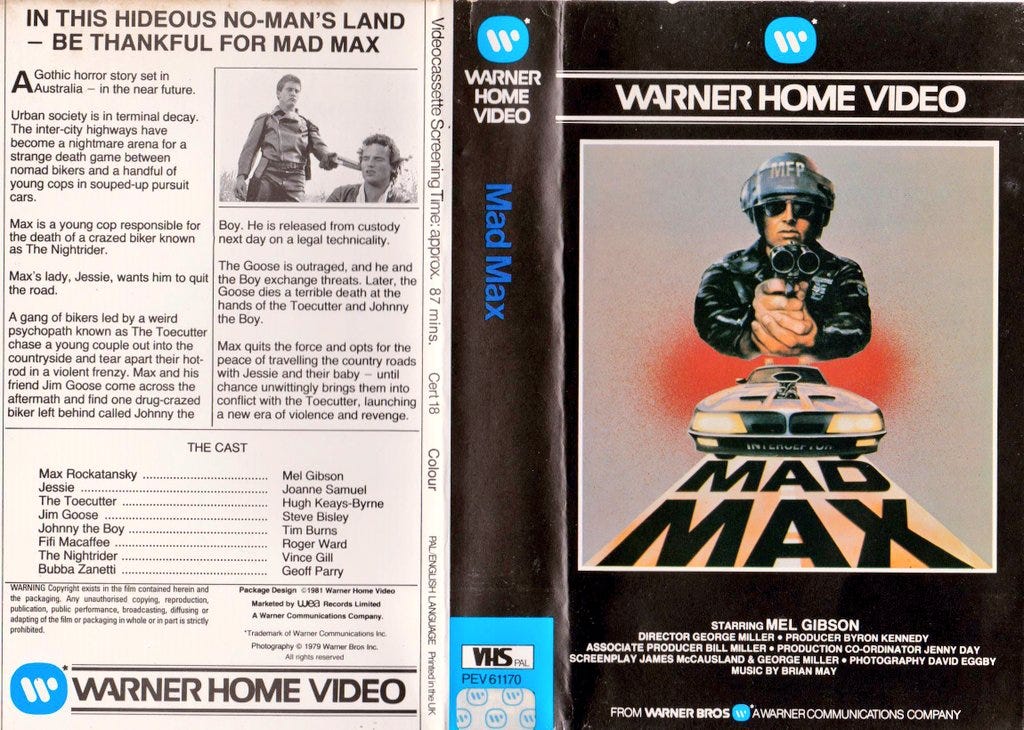 IN THIS HIDEOUS NO-MAN'S LAND
– BE THANKFUL FOR MAD MAX
A Gothic horror story set in
Australia – in the near future.
Urban society is in terminal decay.
The inter-city highways have
become a nightmare arena for a
strange death game between
nomad bikers and a handful of
young cops in souped-up pursuit
cars.
Max is a young cop responsible for
the death of a crazed biker known
as The Nightrider.
Max's lady, Jessie, wants him to quit
the road.
A gang of bikers led by a weird
psychopath known as The Toecutter
chase a young couple out into the
countryside and tear apart their hot-
rod in a violent frenzy. Max and his
friend Jim Goose come across the
aftermath and find one drug-crazed
biker left behind called Johnny the
Boy. He is released from custody
next day on a legal technicality.
The Goose is outraged, and he and
the Boy exchange threats. Later, the
Goose dies a terrible death at the
hands of the Toecutter and Johnny
the Boy.
Max quits the force and opts for the
peace of travelling the country roads
with Jessie and their baby – until
chance unwittingly brings them into
conflict with the Toecutter, launching
a new era of violence and revenge.
THE CAST
Max Rockatansky ................................ Mel Gibson
Jessie ................................ Joanne Samuel
The Toecutter ................................ Hugh Keays-Byrne
Jim Goose ................................ Steve Bisley
Johnny the Boy ................................ Tim Burns
Fifi Macaffee ................................ Roger Ward
The Nightrider ................................ Vince Gill
Bubba Zanetti ................................ Geoff Parry
WARNING Copyright exists in the film contained herein and
the packaging. Any unauthorised copying, reproduction,
publication, public performance, broadcasting, diffusing or
adapting of the film or packaging in whole or in part is strictly
prohibited.
Package Design ©1981 Warner Home Video
Marketed by wea Records Limited
A Warner Communications Company.
*Trademark of Warner Communications Inc.
Photography © 1979 Warner Bros Inc.
All rights reserved
* WARNER HOME VIDEO
Videocassette Screening Time: approx. 87 mins. Cert 18 Colour PAL ENGLISH LANGUAGE Printed in the UK
*
WARNER
HOME
VIDEO
Mad Max
VHS PAL
PEV 61170
*
WARNER HOME VIDEO
MFP
INTERCEPTOR
MAD
MAX
STARRING MEL GIBSON
DIRECTOR GEORGE MILLER • PRODUCER BYRON KENNEDY
ASSOCIATE PRODUCER BILL MILLER • PRODUCTION CO-ORDINATOR JENNY DAY
SCREENPLAY JAMES McCAUSLAND & GEORGE MILLER • PHOTOGRAPHY DAVID EGGBY
MUSIC BY BRIAN MAY
FROM WARNER BROS A WARNER COMMUNICATIONS COMPANY